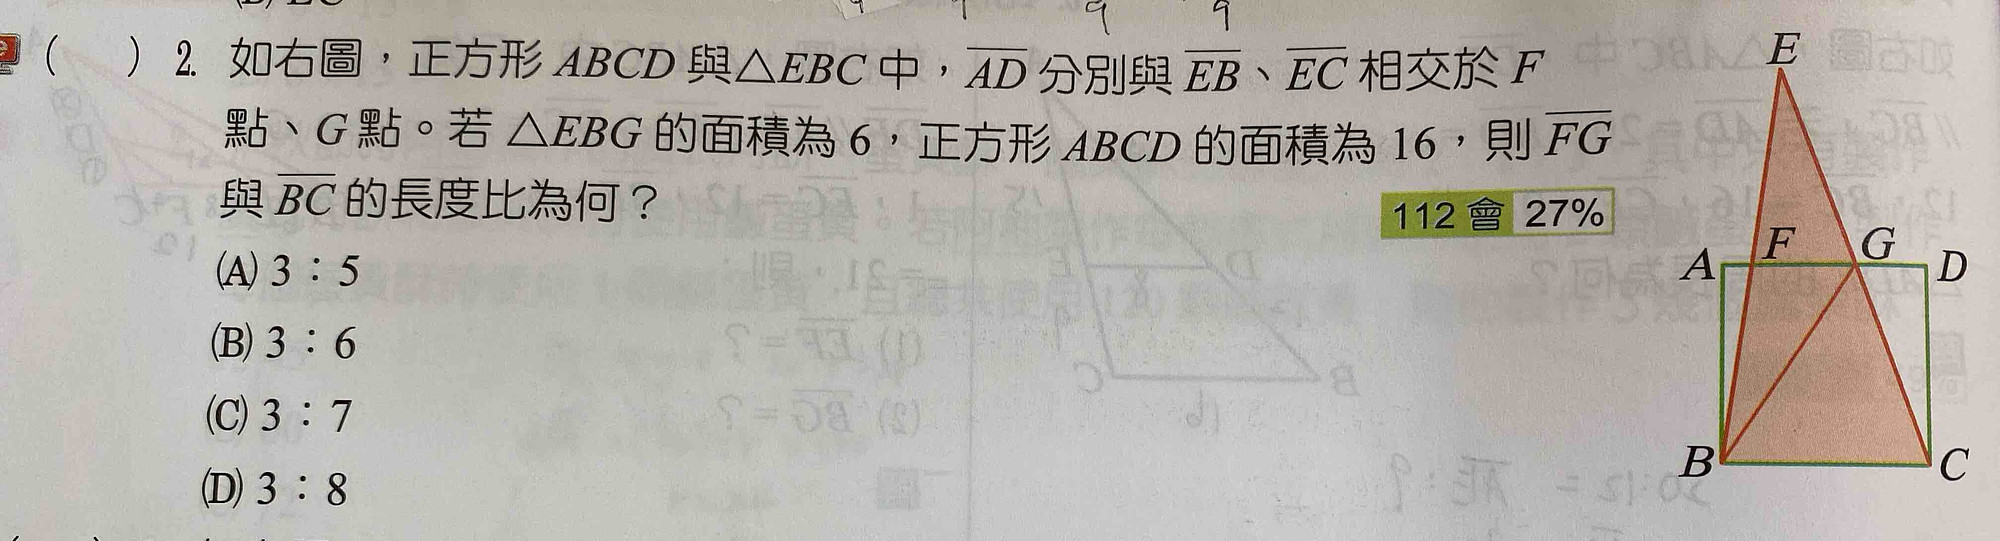 ( ) 2. 如右圖，正方形 ABCD 與△EBC 中，AD 分別與 EB、EC 相交於 F
點、G 點。若 △EBG 的面積為 6，正方形 ABCD 的面積為 16，則 FG
與 BC 的長度比為何？
112 會 27%
(A) 3：5
(B) 3：6
(C) 3：7
(D) 3：8
E
A F G D
B C